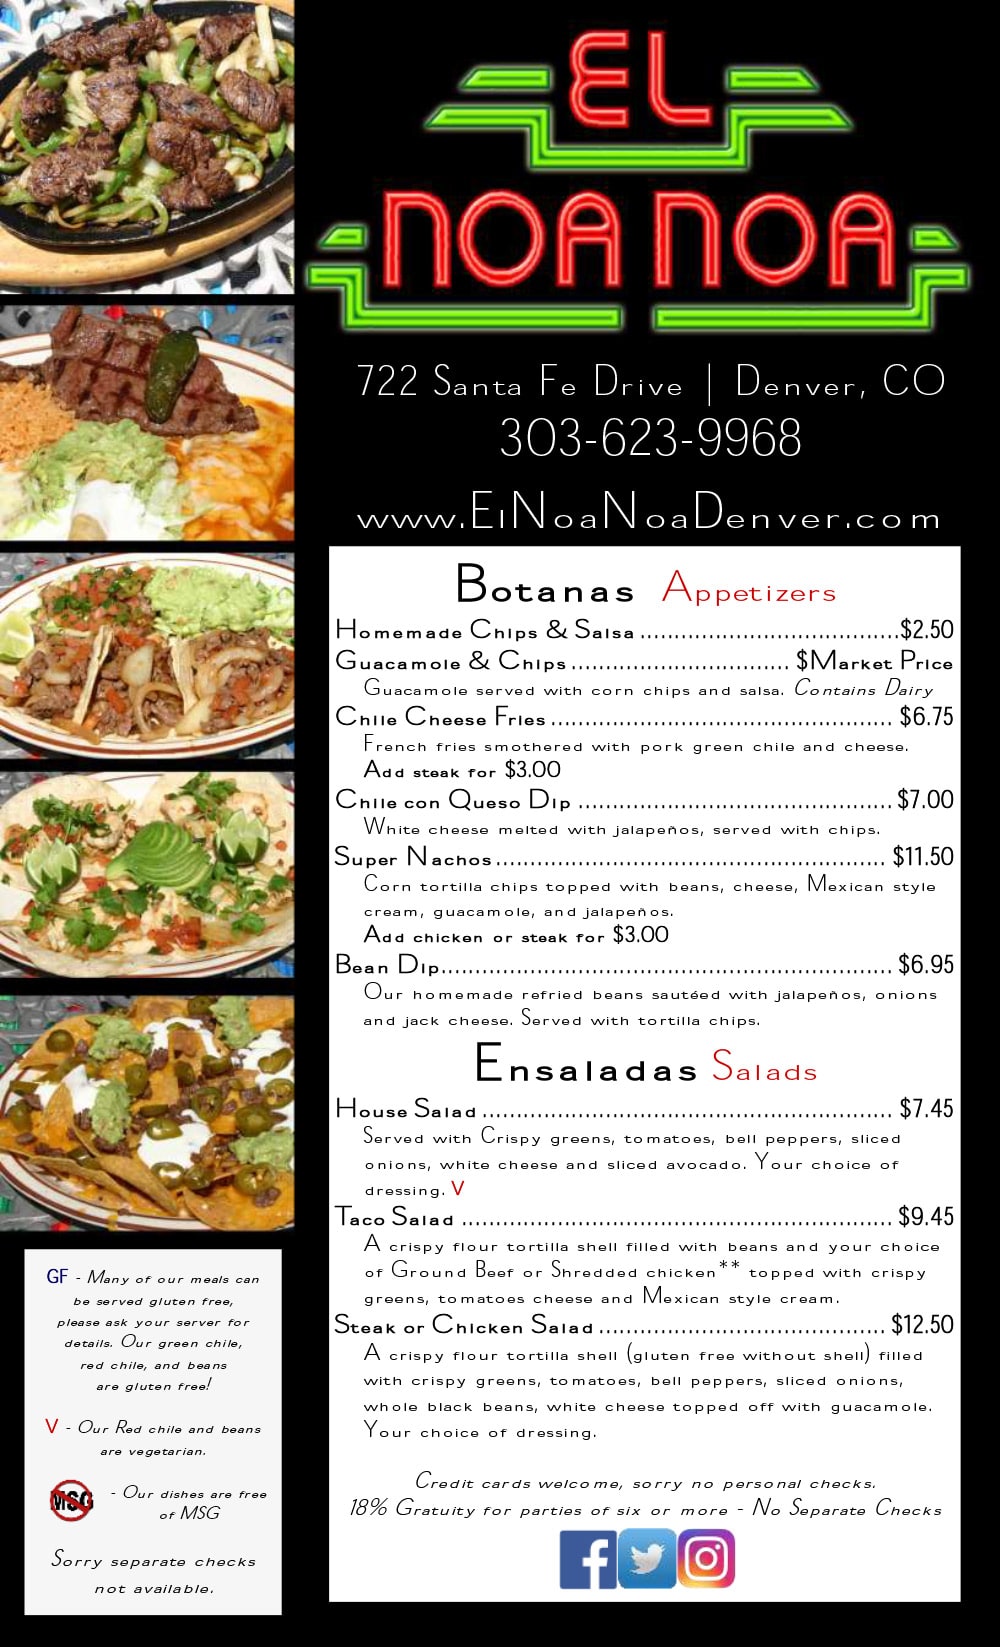 EL
NOA NOA
722 Santa Fe Drive | Denver, CO
303-623-9968
www.ElNoaNoaDenver.com
Botanas Appetizers
Homemade Chips & Salsa ......................................$2.50
Guacamole & Chips ................................ $Market Price
Guacamole served with corn chips and salsa. Contains Dairy
Chile Cheese Fries .................................................. $6.75
French fries smothered with pork green chile and cheese.
Add steak for $3.00
Chile con Queso Dip .............................................. $7.00
White cheese melted with jalapeños, served with chips.
Super Nachos......................................................... $11.50
Corn tortilla chips topped with beans, cheese, Mexican style
cream, guacamole, and jalapeños.
Add chicken or steak for $3.00
Bean Dip.................................................................. $6.95
Our homemade refried beans sautéed with jalapeños, onions
and jack cheese. Served with tortilla chips.
Ensaladas Salads
House Salad ............................................................ $7.45
Served with Crispy greens, tomatoes, bell peppers, sliced
onions, white cheese and sliced avocado. Your choice of
dressing. V
Taco Salad ............................................................... $9.45
A crispy flour tortilla shell filled with beans and your choice
of Ground Beef or Shredded chicken** topped with crispy
greens, tomatoes cheese and Mexican style cream.
Steak or Chicken Salad .......................................... $12.50
A crispy flour tortilla shell (gluten free without shell) filled
with crispy greens, tomatoes, bell peppers, sliced onions,
whole black beans, white cheese topped off with guacamole.
Your choice of dressing.
Credit cards welcome, sorry no personal checks.
18% Gratuity for parties of six or more - No Separate Checks
GF - Many of our meals can
be served gluten free,
please ask your server for
details. Our green chile,
red chile, and beans
are gluten free!
V - Our Red chile and beans
are vegetarian.
MSG - Our dishes are free
of MSG
Sorry separate checks
not available.